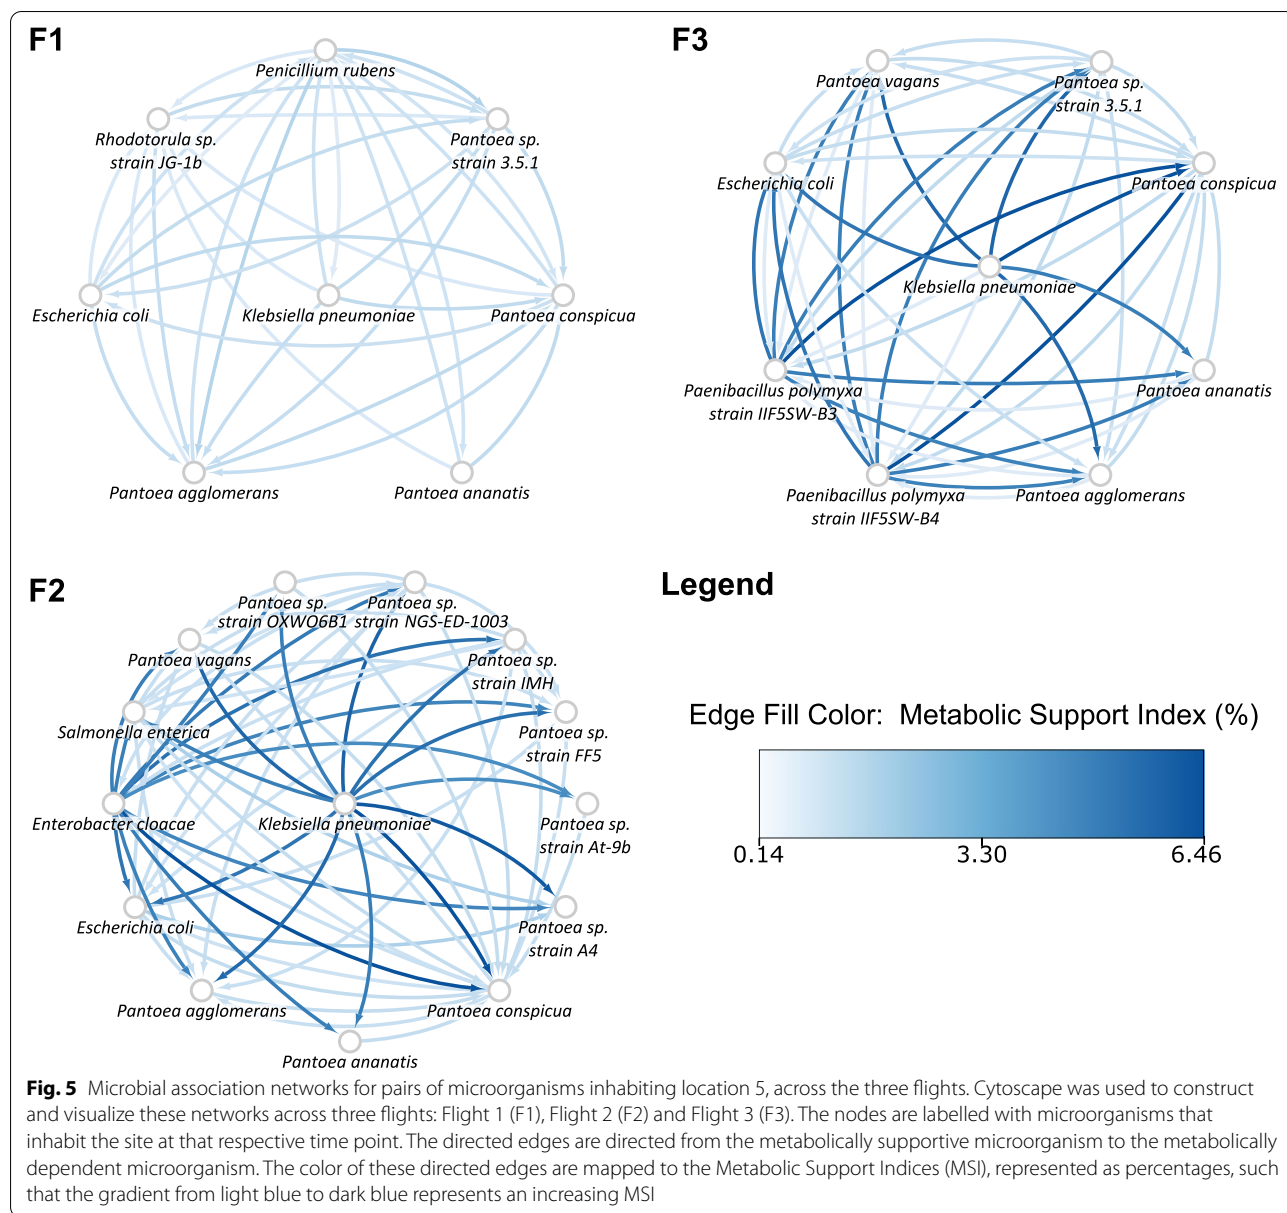 F1
Penicillium rubens
Rhodotorula sp.
strain JG-1b
Pantoea sp.
strain 3.5.1
Escherichia coli
Klebsiella pneumoniae
Pantoea conspicua
Pantoea agglomerans
Pantoea ananatis
F3
Pantoea vagans
Pantoea sp.
strain 3.5.1
Escherichia coli
Pantoea conspicua
Klebsiella pneumoniae
Paenibacillus polymyxa
strain IIF5SW-B3
Pantoea ananatis
Paenibacillus polymyxa
strain IIF5SW-B4
Pantoea agglomerans
F2
Pantoea sp.
strain OXWO6B1
Pantoea sp.
strain NGS-ED-1003
Pantoea vagans
Pantoea sp.
strain IMH
Salmonella enterica
Pantoea sp.
strain FF5
Enterobacter cloacae
Klebsiella pneumoniae
Pantoea sp.
strain At-9b
Escherichia coli
Pantoea sp.
strain A4
Pantoea agglomerans
Pantoea conspicua
Pantoea ananatis
Legend
Edge Fill Color: Metabolic Support Index (%)
0.14 3.30 6.46
Fig. 5 Microbial association networks for pairs of microorganisms inhabiting location 5, across the three flights. Cytoscape was used to construct
and visualize these networks across three flights: Flight 1 (F1), Flight 2 (F2) and Flight 3 (F3). The nodes are labelled with microorganisms that
inhabit the site at that respective time point. The directed edges are directed from the metabolically supportive microorganism to the metabolically
dependent microorganism. The color of these directed edges are mapped to the Metabolic Support Indices (MSI), represented as percentages, such
that the gradient from light blue to dark blue represents an increasing MSI